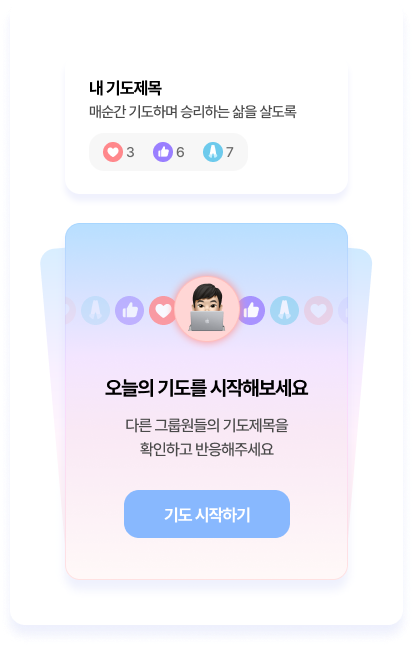 내 기도제목
매순간 기도하며 승리하는 삶을 살도록
3 6 7
오늘의 기도를 시작해보세요
다른 그룹원들의 기도제목을
확인하고 반응해주세요
기도 시작하기